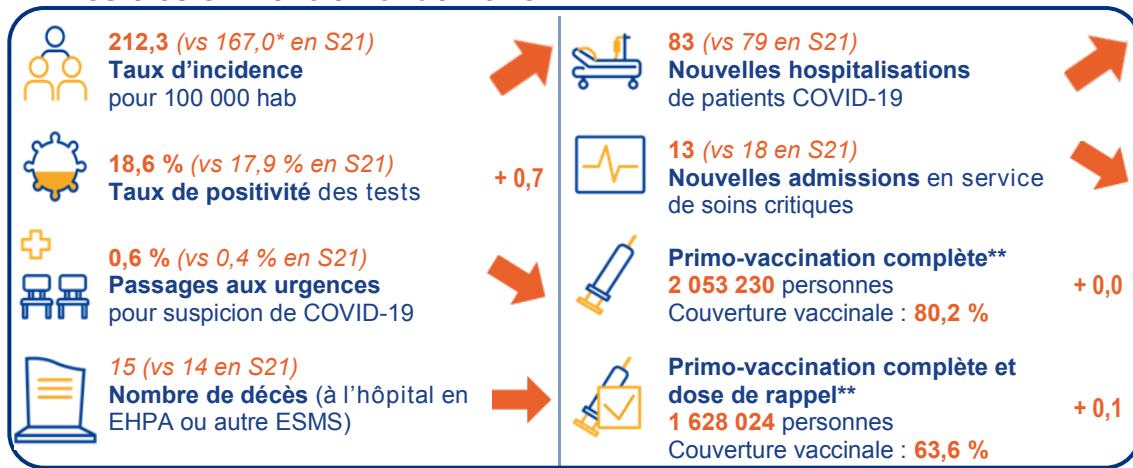 212,3 (vs 167,0* en S21)
Taux d'incidence
pour 100 000 hab
18,6 % (vs 17,9 % en S21)
Taux de positivité des tests
+ 0,7
0,6 % (vs 0,4 % en S21)
Passages aux urgences
pour suspicion de COVID-19
15 (vs 14 en S21)
Nombre de décès (à l'hôpital en
EHPA ou autre ESMS)
83 (vs 79 en S21)
Nouvelles hospitalisations
de patients COVID-19
13 (vs 18 en S21)
Nouvelles admissions en service
de soins critiques
Primo-vaccination complète**
2 053 230 personnes
Couverture vaccinale : 80,2 %
+ 0,0
Primo-vaccination complète et
dose de rappel**
1 628 024 personnes
Couverture vaccinale : 63,6 %
+ 0,1